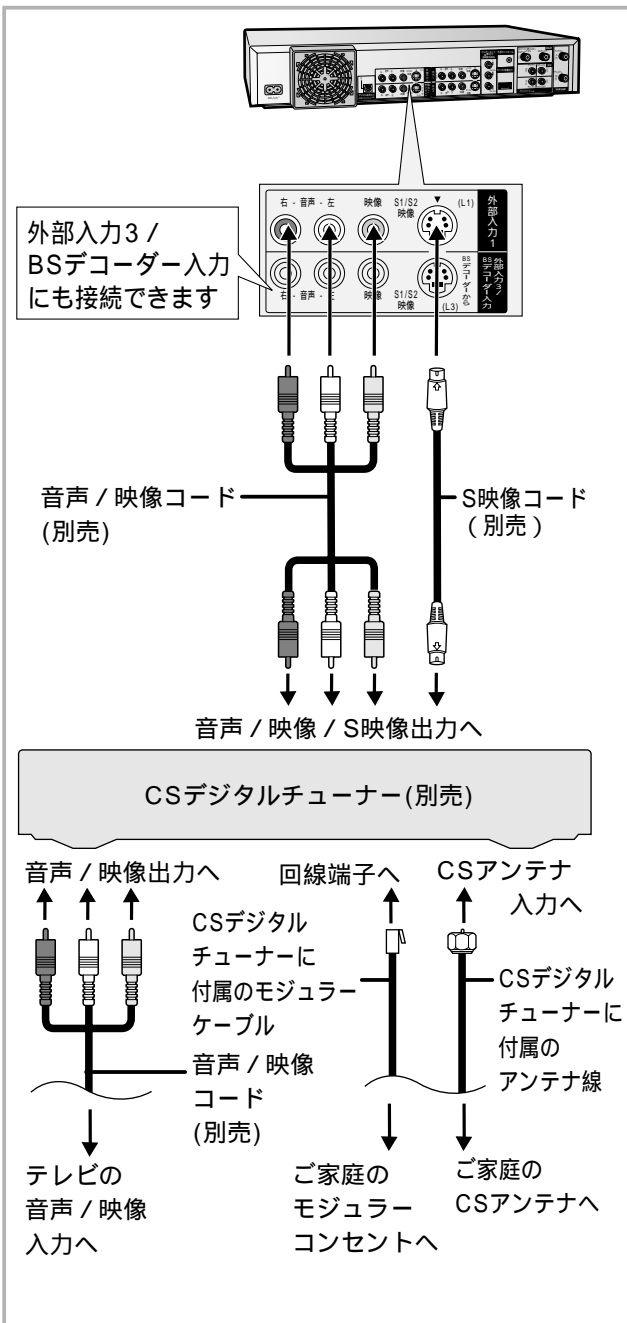 右 - 音声 - 左
映像
S1/S2
映像
(L1)
外部入力1
右 - 音声 - 左
映像
S1/S2
映像
(L3)
BSデコーダーから
外部入力3/
BSデコーダー入力
外部入力3 /
BSデコーダー入力
にも接続できます
音声 / 映像コード
(別売)
S映像コード
(別売)
音声 / 映像 / S映像出力へ
CSデジタルチューナー(別売)
音声 / 映像出力へ
回線端子へ
CSアンテナ
入力へ
CSデジタル
チューナーに
付属のモジュラー
ケーブル
CSデジタル
チューナーに
付属の
アンテナ線
音声 / 映像
コード
(別売)
テレビの
音声 / 映像
入力へ
ご家庭の
モジュラー
コンセントへ
ご家庭の
CSアンテナへ